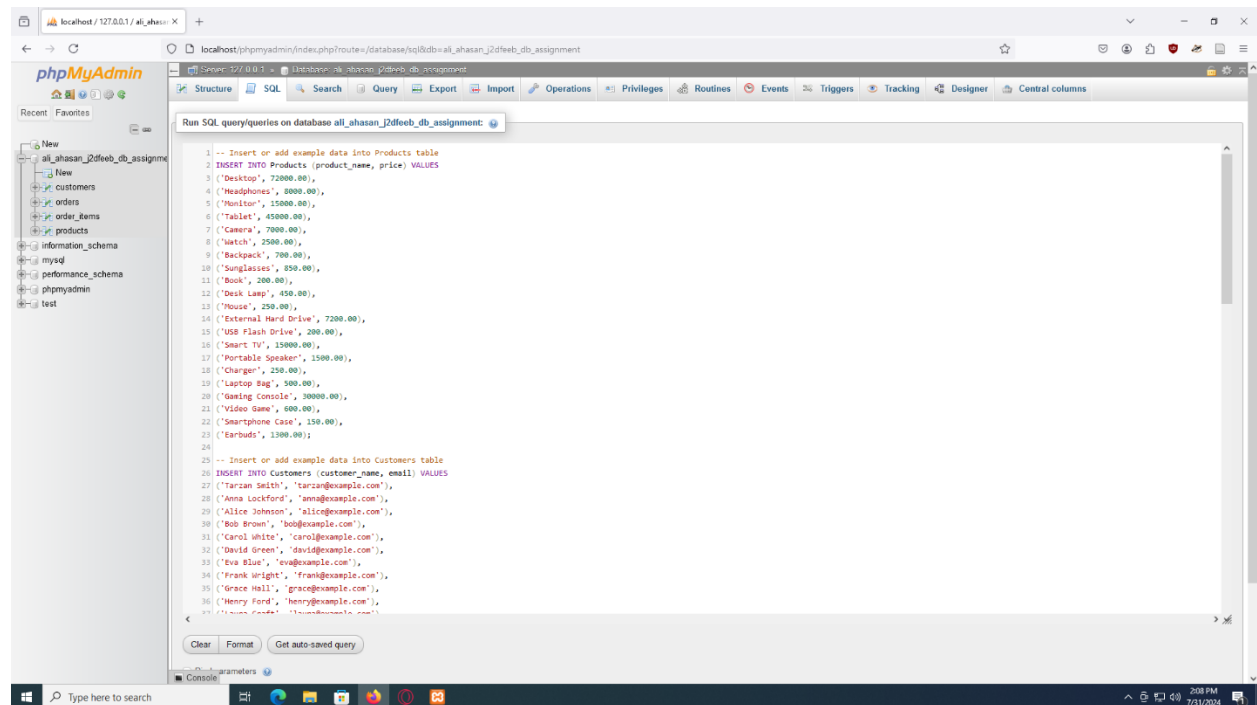 localhost / 127.0.0.1 / ali_ahasan
localhost/phpmyadmin/index.php?route=/database/sql&db=ali_ahasan_j2dfeeb_db_assignment
phpMyAdmin
Recent Favorites
New
ali_ahasan_j2dfeeb_db_assignme
New
customers
orders
order_items
products
information_schema
mysql
performance_schema
phpmyadmin
test
Server: 127.0.0.1 » Database: ali_ahasan_j2dfeeb_db_assignment
Structure SQL Search Query Export Import Operations Privileges Routines Events Triggers Tracking Designer Central columns
Run SQL query/queries on database ali_ahasan_j2dfeeb_db_assignment:
1 -- Insert or add example data into Products table
2 INSERT INTO Products (product_name, price) VALUES
3 ('Desktop', 72000.00),
4 ('Headphones', 8000.00),
5 ('Monitor', 15000.00),
6 ('Tablet', 45000.00),
7 ('Camera', 7000.00),
8 ('Watch', 2500.00),
9 ('Backpack', 700.00),
10 ('Sunglasses', 850.00),
11 ('Book', 200.00),
12 ('Desk Lamp', 450.00),
13 ('Mouse', 250.00),
14 ('External Hard Drive', 7200.00),
15 ('USB Flash Drive', 200.00),
16 ('Smart TV', 15000.00),
17 ('Portable Speaker', 1500.00),
18 ('Charger', 250.00),
19 ('Laptop Bag', 500.00),
20 ('Gaming Console', 30000.00),
21 ('Video Game', 600.00),
22 ('Smartphone Case', 150.00),
23 ('Earbuds', 1300.00);
24
25 -- Insert or add example data into Customers table
26 INSERT INTO Customers (customer_name, email) VALUES
27 ('Tarzan Smith', 'tarzan@example.com'),
28 ('Anna Lockford', 'anna@example.com'),
29 ('Alice Johnson', 'alice@example.com'),
30 ('Bob Brown', 'bob@example.com'),
31 ('Carol White', 'carol@example.com'),
32 ('David Green', 'david@example.com'),
33 ('Eva Blue', 'eva@example.com'),
34 ('Frank Wright', 'frank@example.com'),
35 ('Grace Hall', 'grace@example.com'),
36 ('Henry Ford', 'henry@example.com'),
Clear Format Get auto-saved query
parameters
Console
Type here to search
2:08 PM
7/31/2024